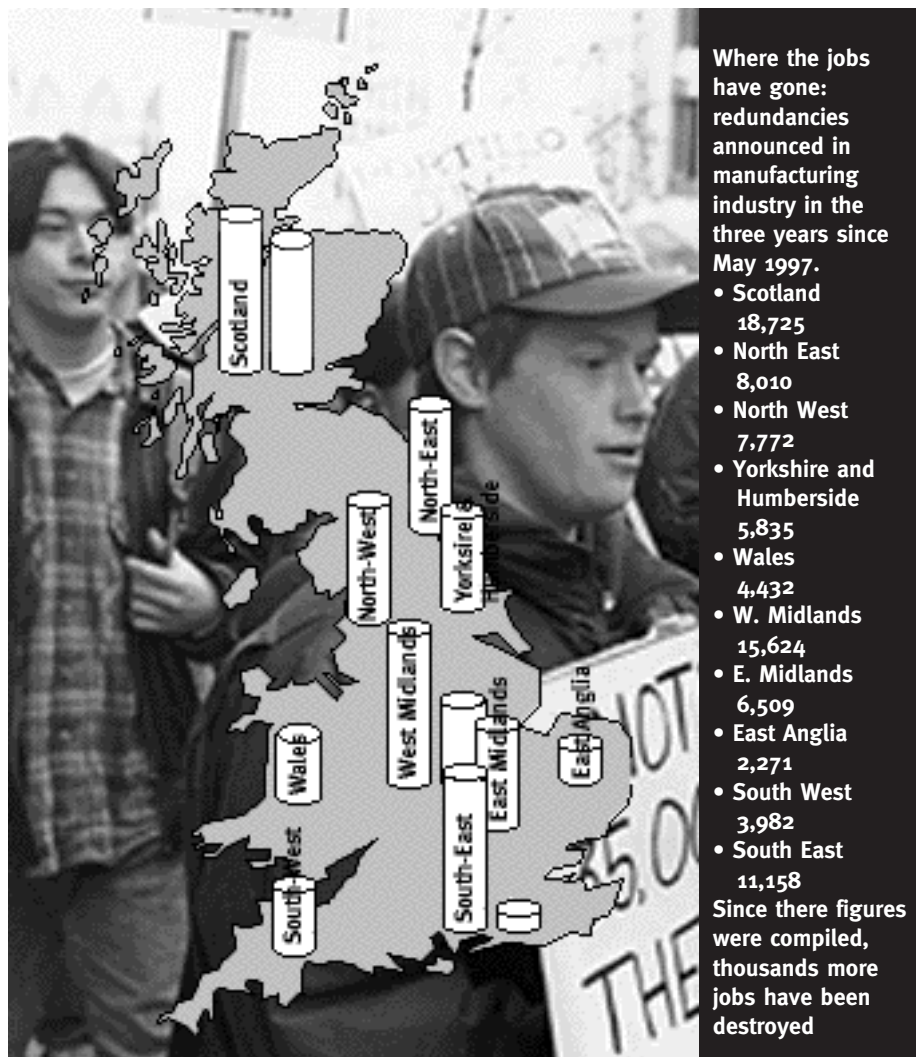 Where the jobs
have gone:
redundancies
announced in
manufacturing
industry in the
three years since
May 1997.
• Scotland
18,725
• North East
8,010
• North West
7,772
• Yorkshire and
Humberside
5,835
• Wales
4,432
• W. Midlands
15,624
• E. Midlands
6,509
• East Anglia
2,271
• South West
3,982
• South East
11,158
Since there figures
were compiled,
thousands more
jobs have been
destroyed
Scotland
North-East
North-West
Yorksire
West Midlands
East Midlands
East Anglia
Wales
South-West
South-East
THE